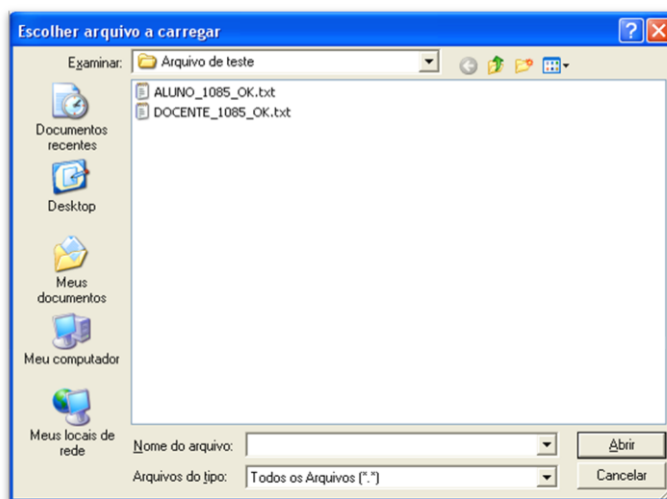 Escolher arquivo a carregar
Examinar:
Arquivo de teste
ALUNO_1085_OK.txt
DOCENTE_1085_OK.txt
Documentos
recentes
Desktop
Meus
documentos
Meu computador
Meus locais de
rede
Nome do arquivo:
Abrir
Arquivos do tipo:
Todos os Arquivos (*.*)
Cancelar